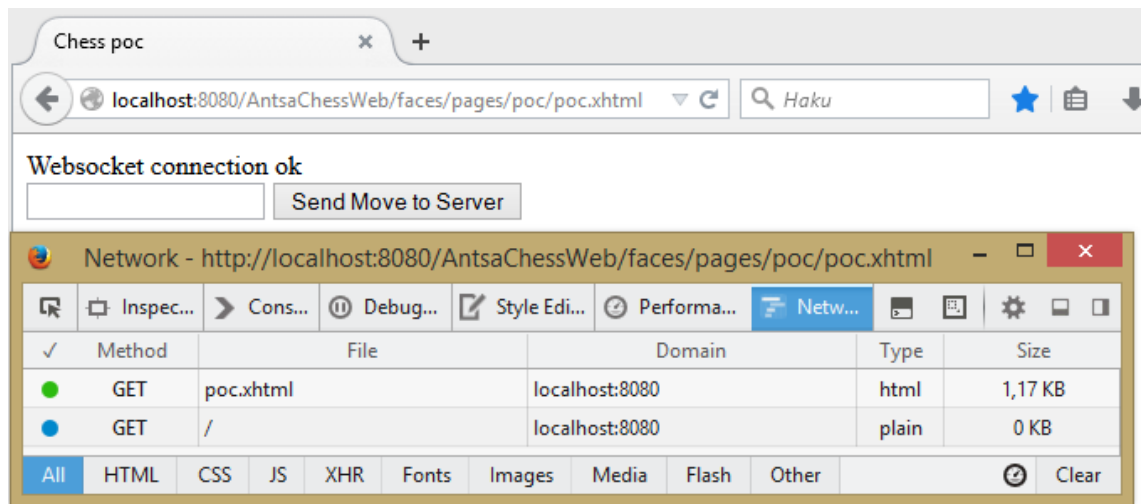 Chess poc
localhost:8080/AntsaChessWeb/faces/pages/poc/poc.xhtml Haku
Websocket connection ok
Send Move to Server
Network - http://localhost:8080/AntsaChessWeb/faces/pages/poc/poc.xhtml
Inspec... Cons... Debug... Style Edi... Performa... Netw...
✓ Method File Domain Type Size
GET poc.xhtml localhost:8080 html 1,17 KB
GET / localhost:8080 plain 0 KB
All HTML CSS JS XHR Fonts Images Media Flash Other Clear